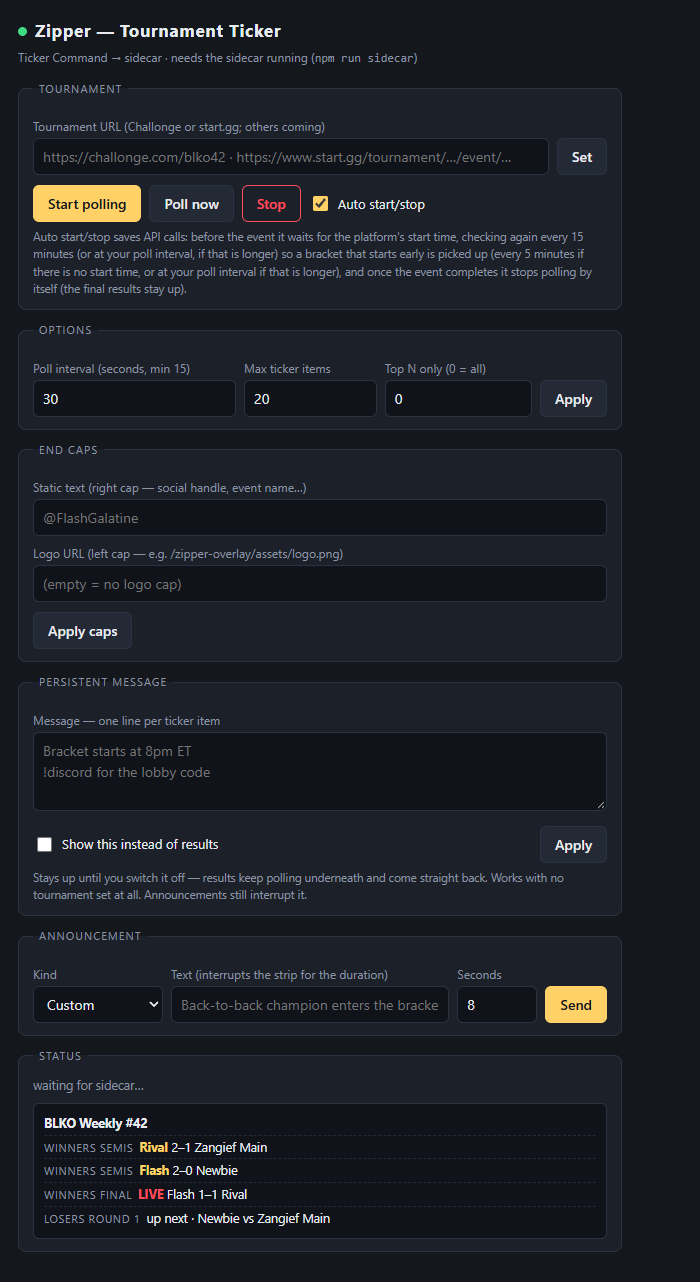 Zipper — Tournament Ticker
Ticker Command → sidecar · needs the sidecar running (npm run sidecar)
TOURNAMENT
Tournament URL (Challonge or start.gg; others coming)
https://challonge.com/blko42 · https://www.start.gg/tournament/.../event/...
Set
Start polling
Poll now
Stop
Auto start/stop
Auto start/stop saves API calls: before the event it waits for the platform's start time, checking again every 15
minutes (or at your poll interval, if that is longer) so a bracket that starts early is picked up (every 5 minutes if
there is no start time, or at your poll interval if that is longer), and once the event completes it stops polling by
itself (the final results stay up).
OPTIONS
Poll interval (seconds, min 15)
Max ticker items
Top N only (0 = all)
30
20
0
Apply
END CAPS
Static text (right cap — social handle, event name...)
@FlashGalatine
Logo URL (left cap — e.g. /zipper-overlay/assets/logo.png)
(empty = no logo cap)
Apply caps
PERSISTENT MESSAGE
Message — one line per ticker item
Bracket starts at 8pm ET
!discord for the lobby code
Show this instead of results
Apply
Stays up until you switch it off — results keep polling underneath and come straight back. Works with no
tournament set at all. Announcements still interrupt it.
ANNOUNCEMENT
Kind
Text (interrupts the strip for the duration)
Seconds
Custom
Back-to-back champion enters the bracke
8
Send
STATUS
waiting for sidecar...
BLKO Weekly #42
WINNERS SEMIS Rival 2–1 Zangief Main
WINNERS SEMIS Flash 2–0 Newbie
WINNERS FINAL LIVE Flash 1–1 Rival
LOSERS ROUND 1 up next · Newbie vs Zangief Main